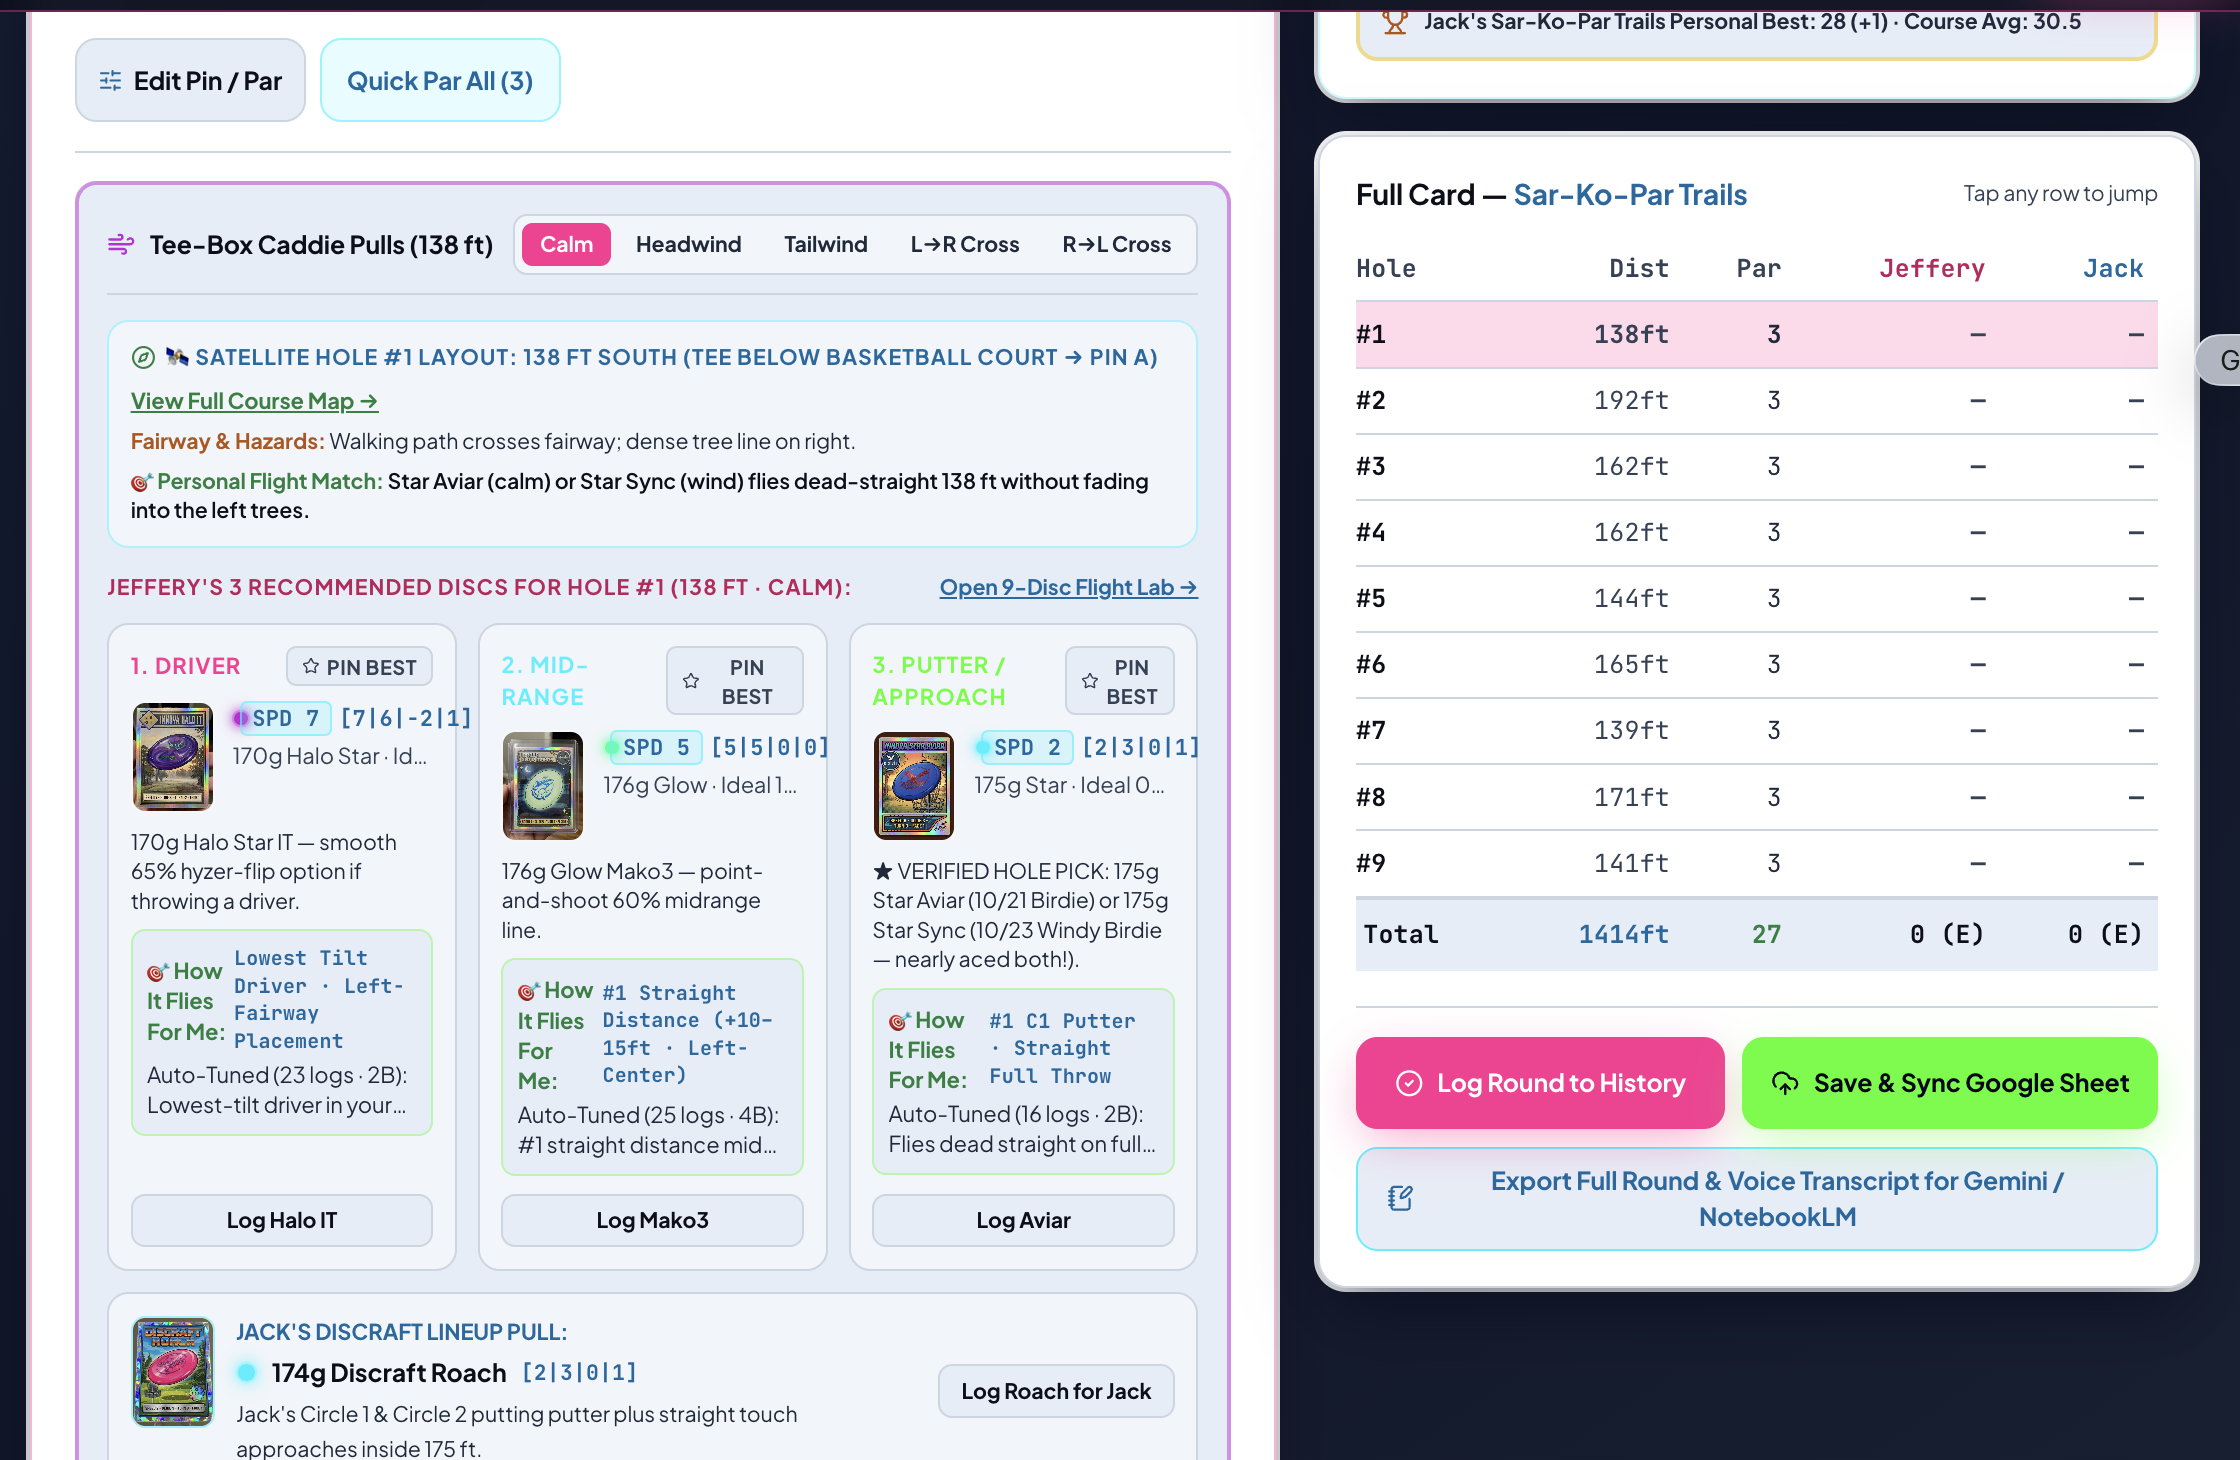 Edit Pin / Par
Quick Par All (3)
Tee-Box Caddie Pulls (138 ft)
Calm
Headwind
Tailwind
L→R Cross
R→L Cross
SATELLITE HOLE #1 LAYOUT: 138 FT SOUTH (TEE BELOW BASKETBALL COURT → PIN A)
View Full Course Map →
Fairway & Hazards: Walking path crosses fairway; dense tree line on right.
Personal Flight Match: Star Aviar (calm) or Star Sync (wind) flies dead-straight 138 ft without fading
into the left trees.
JEFFERY'S 3 RECOMMENDED DISCS FOR HOLE #1 (138 FT · CALM):
Open 9-Disc Flight Lab →
1. DRIVER
PIN BEST
SPD 7 [7|6|-2|1]
170g Halo Star · Id...
170g Halo Star IT — smooth
65% hyzer-flip option if
throwing a driver.
How
It Flies
For Me:
Lowest Tilt
Driver · Left-
Fairway
Placement
Auto-Tuned (23 logs · 2B):
Lowest-tilt driver in your...
Log Halo IT
2. MID-
RANGE
PIN
BEST
SPD 5 [5|5|0|0]
176g Glow · Ideal 1...
176g Glow Mako3 — point-
and-shoot 60% midrange
line.
How
It Flies
For
Me:
#1 Straight
Distance (+10-
15ft · Left-
Center)
Auto-Tuned (25 logs · 4B):
#1 straight distance mid...
Log Mako3
3. PUTTER /
APPROACH
PIN
BEST
SPD 2 [2|3|0|1]
175g Star · Ideal 0...
★ VERIFIED HOLE PICK: 175g
Star Aviar (10/21 Birdie) or 175g
Star Sync (10/23 Windy Birdie
— nearly aced both!).
How
It Flies
For Me:
#1 C1 Putter
· Straight
Full Throw
Auto-Tuned (16 logs · 2B):
Flies dead straight on full...
Log Aviar
JACK'S DISCRAFT LINEUP PULL:
174g Discraft Roach [2|3|0|1]
Jack's Circle 1 & Circle 2 putting putter plus straight touch
approaches inside 175 ft.
Log Roach for Jack
Jack's Sar-Ko-Par Trails Personal Best: 28 (+1) · Course Avg: 30.5
Full Card — Sar-Ko-Par Trails
Tap any row to jump
Hole Dist Par Jeffery Jack
#1 138ft 3 — —
#2 192ft 3 — —
#3 162ft 3 — —
#4 162ft 3 — —
#5 144ft 3 — —
#6 165ft 3 — —
#7 139ft 3 — —
#8 171ft 3 — —
#9 141ft 3 — —
Total 1414ft 27 0 (E) 0 (E)
Log Round to History
Save & Sync Google Sheet
Export Full Round & Voice Transcript for Gemini /
NotebookLM